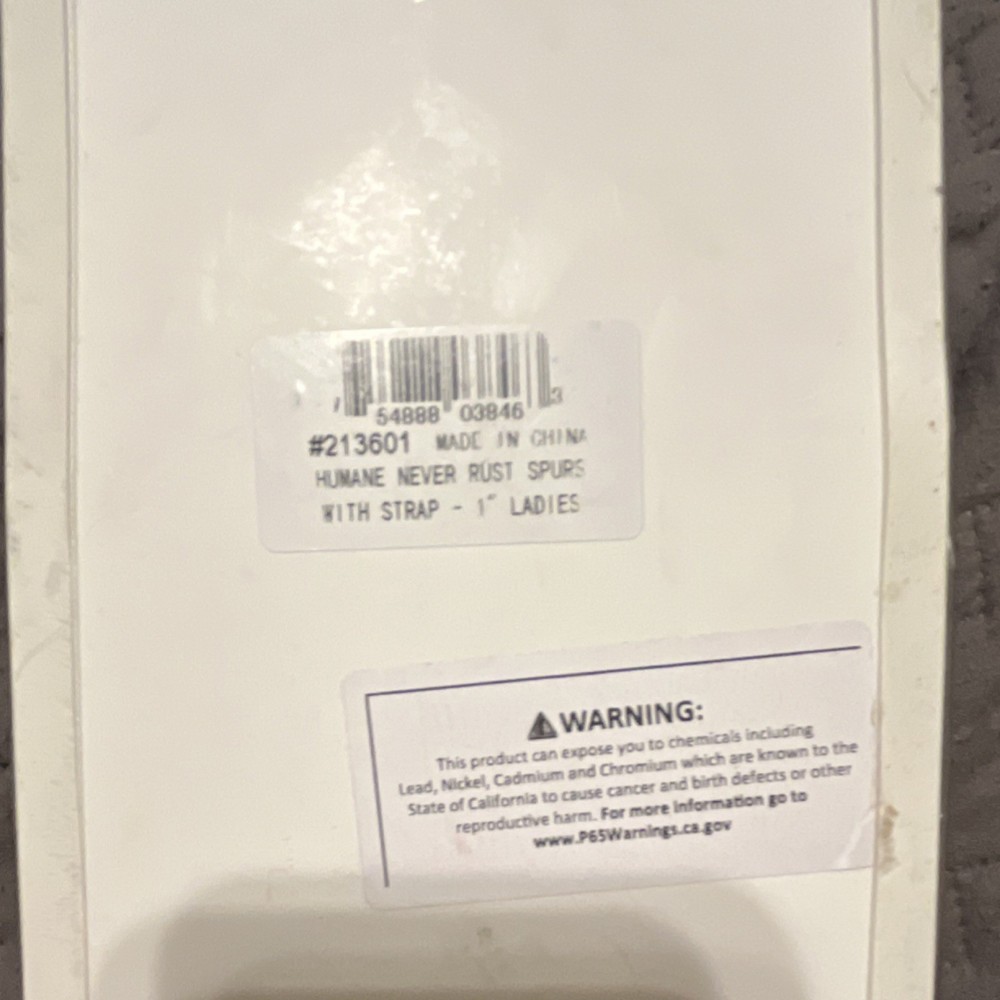 54888 03846 3
#213601 MADE IN CHINA
HUMANE NEVER RUST SPURS
WITH STRAP - 1" LADIES
WARNING:
This product can expose you to chemicals including
Lead, Nickel, Cadmium and Chromium which are known to the
State of California to cause cancer and birth defects or other
reproductive harm. For more information go to
www.P65Warnings.ca.gov